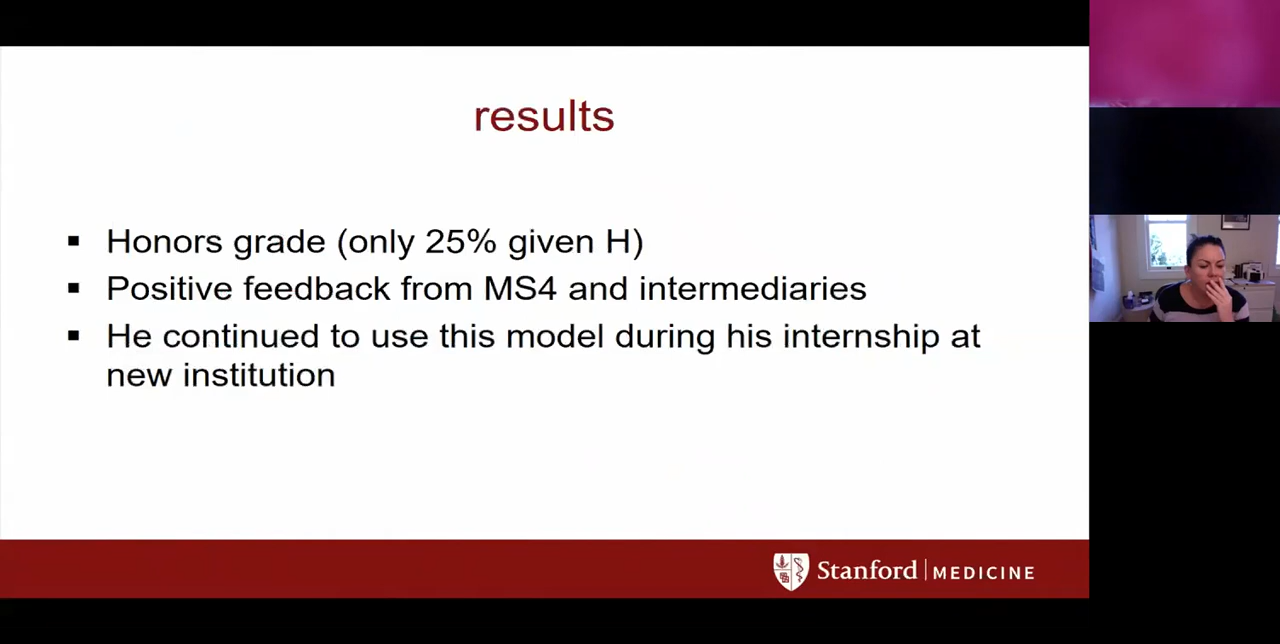 results
▪ Honors grade (only 25% given H)
▪ Positive feedback from MS4 and intermediaries
▪ He continued to use this model during his internship at
new institution
Stanford | MEDICINE